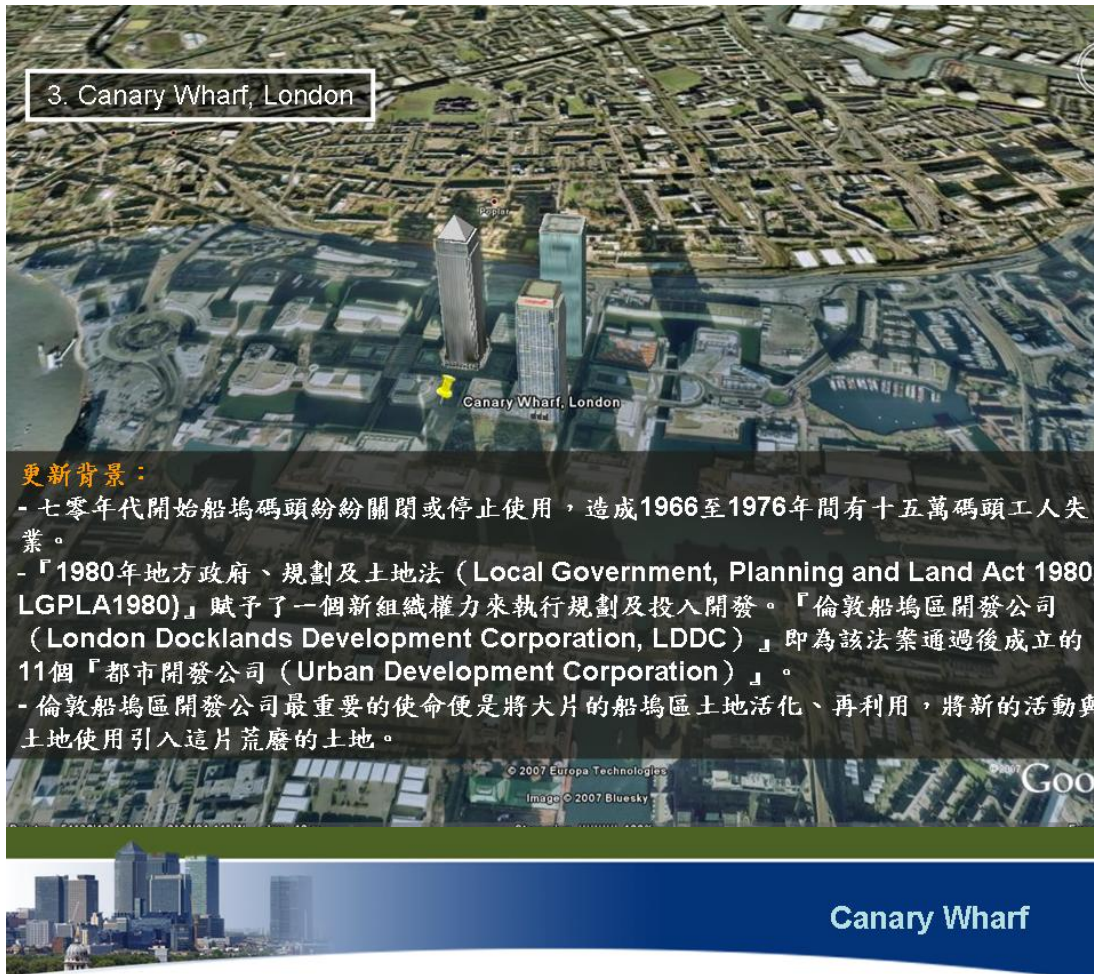 3. Canary Wharf, London
Poplar
Canary Wharf, London
更新背景：
- 七零年代開始船塢碼頭紛紛關閉或停止使用，造成1966至1976年間有十五萬碼頭工人失
業。
-『1980年地方政府、規劃及土地法（Local Government, Planning and Land Act 1980
LGPLA1980)』賦予了一個新組織權力來執行規劃及投入開發。『倫敦船塢區開發公司
（London Docklands Development Corporation, LDDC）』即為該法案通過後成立的
11個『都市開發公司（Urban Development Corporation）』。
- 倫敦船塢區開發公司最重要的使命便是將大片的船塢區土地活化、再利用，將新的活動與
土地使用引入這片荒廢的土地。
© 2007 Europa Technologies
Image © 2007 Bluesky
©2007 Goo
Canary Wharf